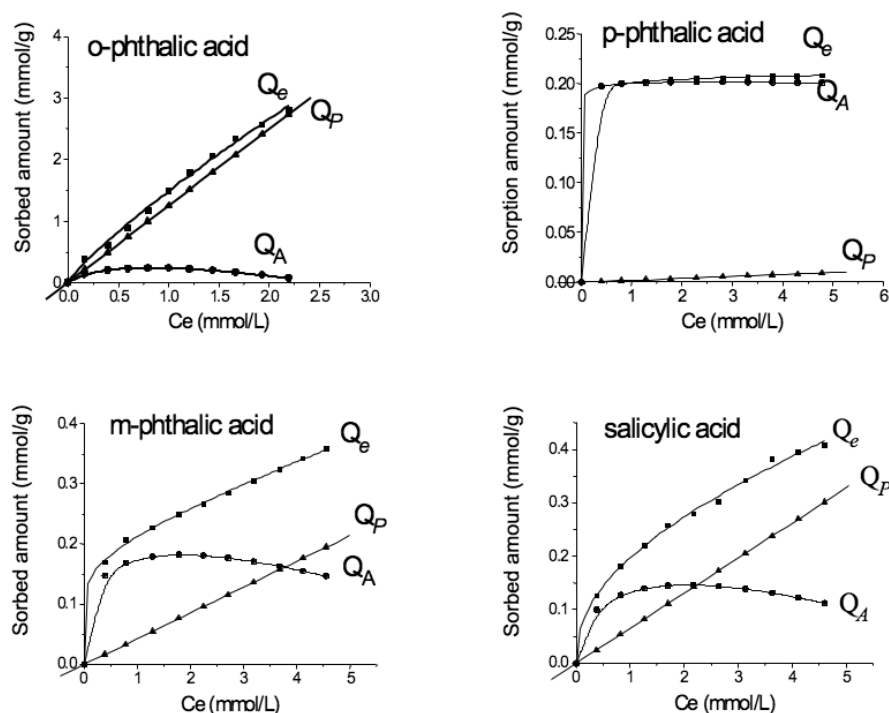 o-phthalic acid
Sorbed amount (mmol/g)
5
4
3
2
1
0
Qe
QP
QA
0.0 0.5 1.0 1.5 2.0 2.5 3.0
Ce (mmol/L)
p-phthalic acid
Sorption amount (mmol/g)
0.25
0.20
0.15
0.10
0.05
0.00
Qe
QA
QP
0 1 2 3 4 5 6
Ce (mmol/L)
m-phthalic acid
Sorbed amount (mmol/g)
0.4
0.3
0.2
0.1
0.0
Qe
QP
QA
0 1 2 3 4 5
Ce (mmol/L)
salicylic acid
Sorbed amount (mmol/g)
0.4
0.3
0.2
0.1
0.0
Qe
QP
QA
0 1 2 3 4 5
Ce (mmol/L)